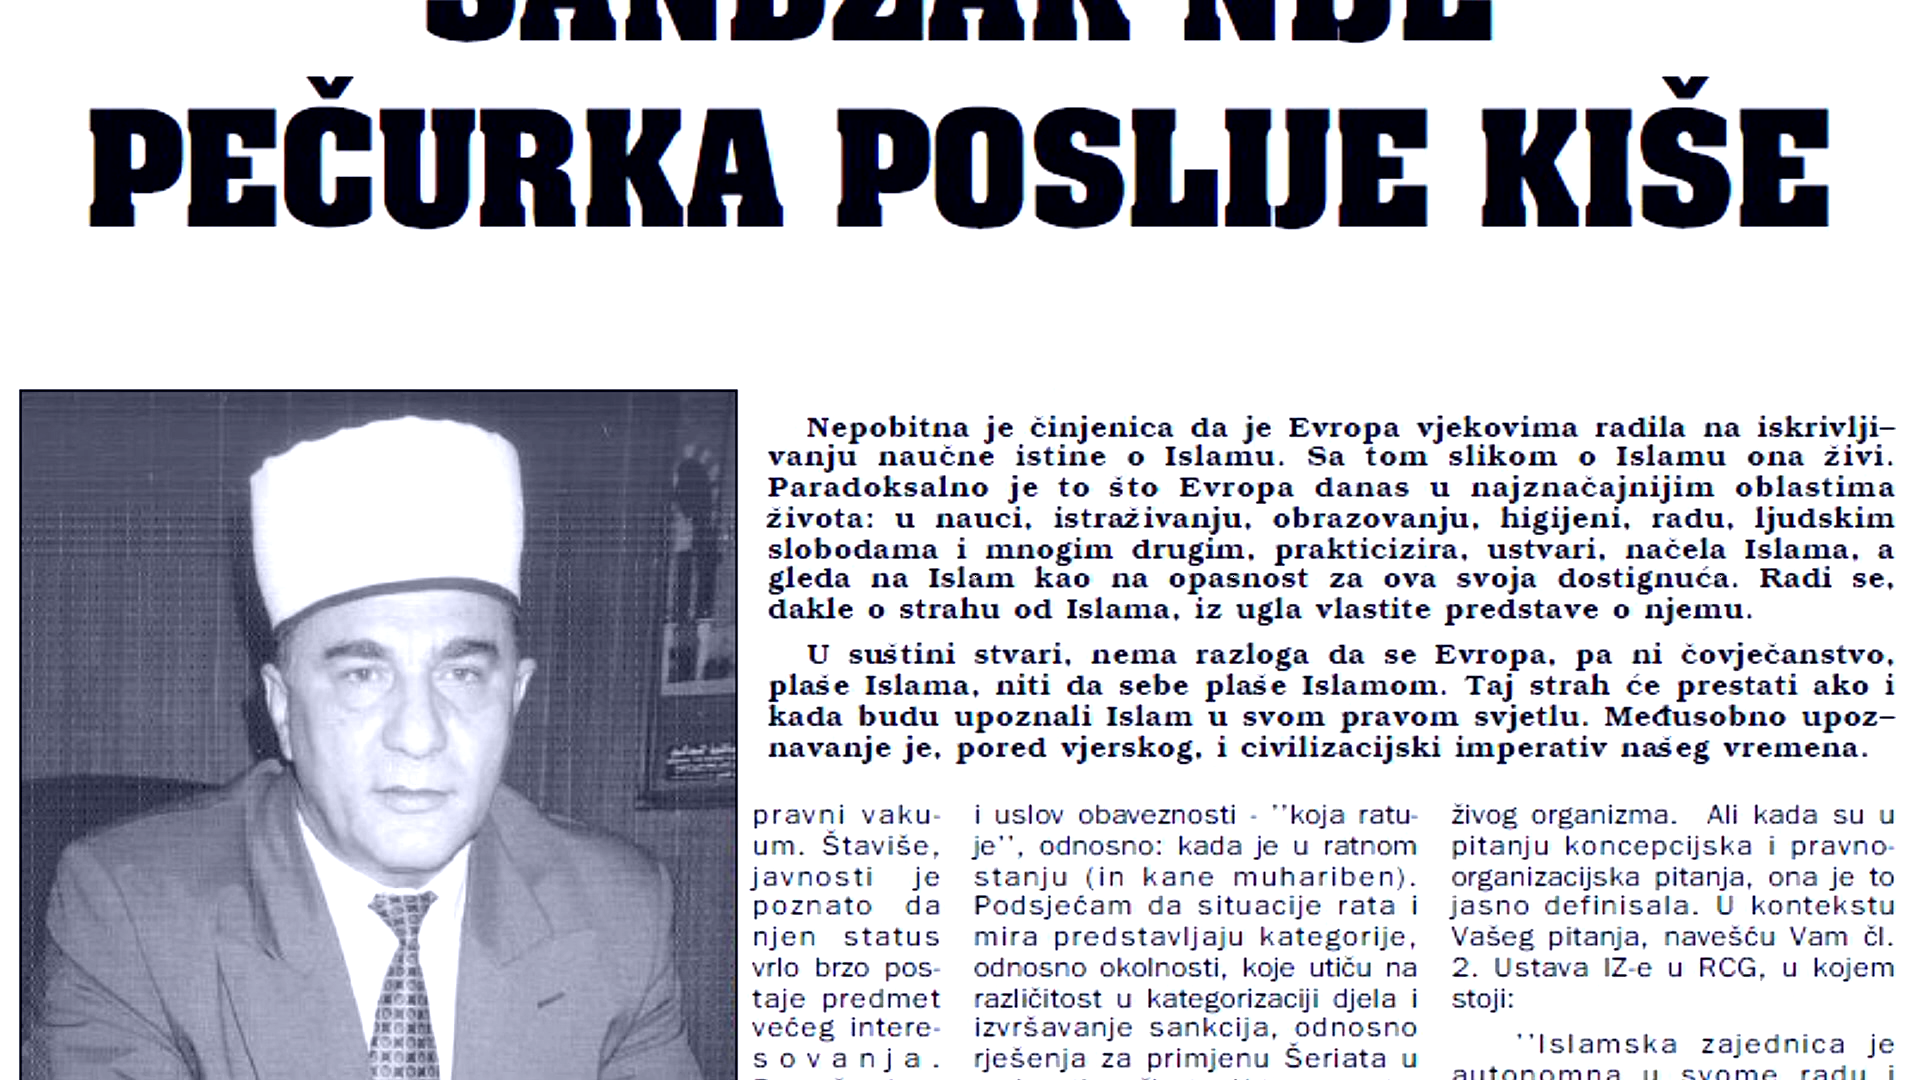 SANDŽAK NIJE
PEČURKA POSLIJE KIŠE
Nepobitna je činjenica da je Evropa vjekovima radila na iskrivlji-
vanju naučne istine o Islamu. Sa tom slikom o Islamu ona živi.
Paradoksalno je to što Evropa danas u najznačajnijim oblastima
života: u nauci, istraživanju, obrazovanju, higijeni, radu, ljudskim
slobodama i mnogim drugim, prakticizira, ustvari, načela Islama, a
gleda na Islam kao na opasnost za ova svoja dostignuća. Radi se,
dakle o strahu od Islama, iz ugla vlastite predstave o njemu.
U suštini stvari, nema razloga da se Evropa, pa ni čovječanstvo,
plaše Islama, niti da sebe plaše Islamom. Taj strah će prestati ako i
kada budu upoznali Islam u svom pravom svjetlu. Međusobno upoz-
navanje je, pored vjerskog, i civilizacijski imperativ našeg vremena.
pravni vaku-
um. Štaviše,
javnosti je
poznato da
njen status
vrlo brzo pos-
taje predmet
većeg intere-
sovanja.
i uslov obaveznosti - ''koja ratu-
je'', odnosno: kada je u ratnom
stanju (in kane muhariben).
Podsjećam da situacije rata i
mira predstavljaju kategorije,
odnosno okolnosti, koje utiču na
različitost u kategorizaciji djela i
izvršavanje sankcija, odnosno
rješenja za primjenu Šeriata u
živog organizma. Ali kada su u
pitanju koncepcijska i pravno-
organizacijska pitanja, ona je to
jasno definisala. U kontekstu
Vašeg pitanja, navešću Vam čl.
2. Ustava IZ-e u RCG, u kojem
stoji:
''Islamska zajednica je
autonomna u svome radu i